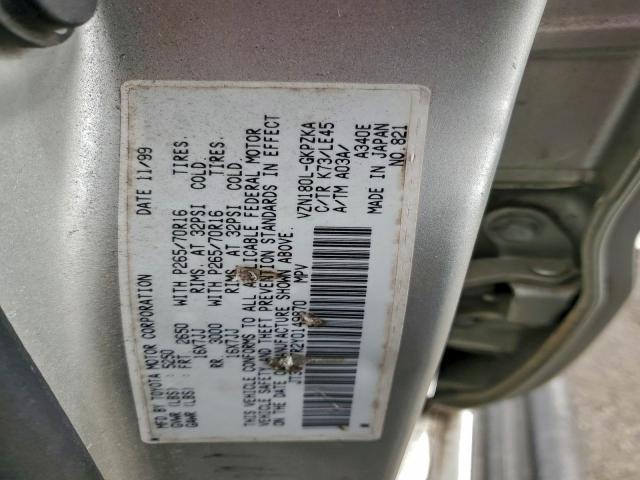 MFD BY TOYOTA MOTOR CORPORATION DATE 11/99
GVWR (LBS) : 5250
GAWR (LBS) : FRT 2650 WITH P265/70R16 TIRES.
16X7JJ RIMS AT 32PSI COLD.
RR 3000 WITH P265/70R16 TIRES.
16X7JJ RIMS AT 32PSI COLD.
THIS VEHICLE CONFORMS TO ALL APPLICABLE FEDERAL MOTOR
VEHICLE SAFETY AND THEFT PREVENTION STANDARDS IN EFFECT
ON THE DATE OF MANUFACTURE SHOWN ABOVE.
MPV
VZN180L-GKPZKA
C/TR K73/LE45
A/TM A03A/
A340E
MADE IN JAPAN
NO. 821